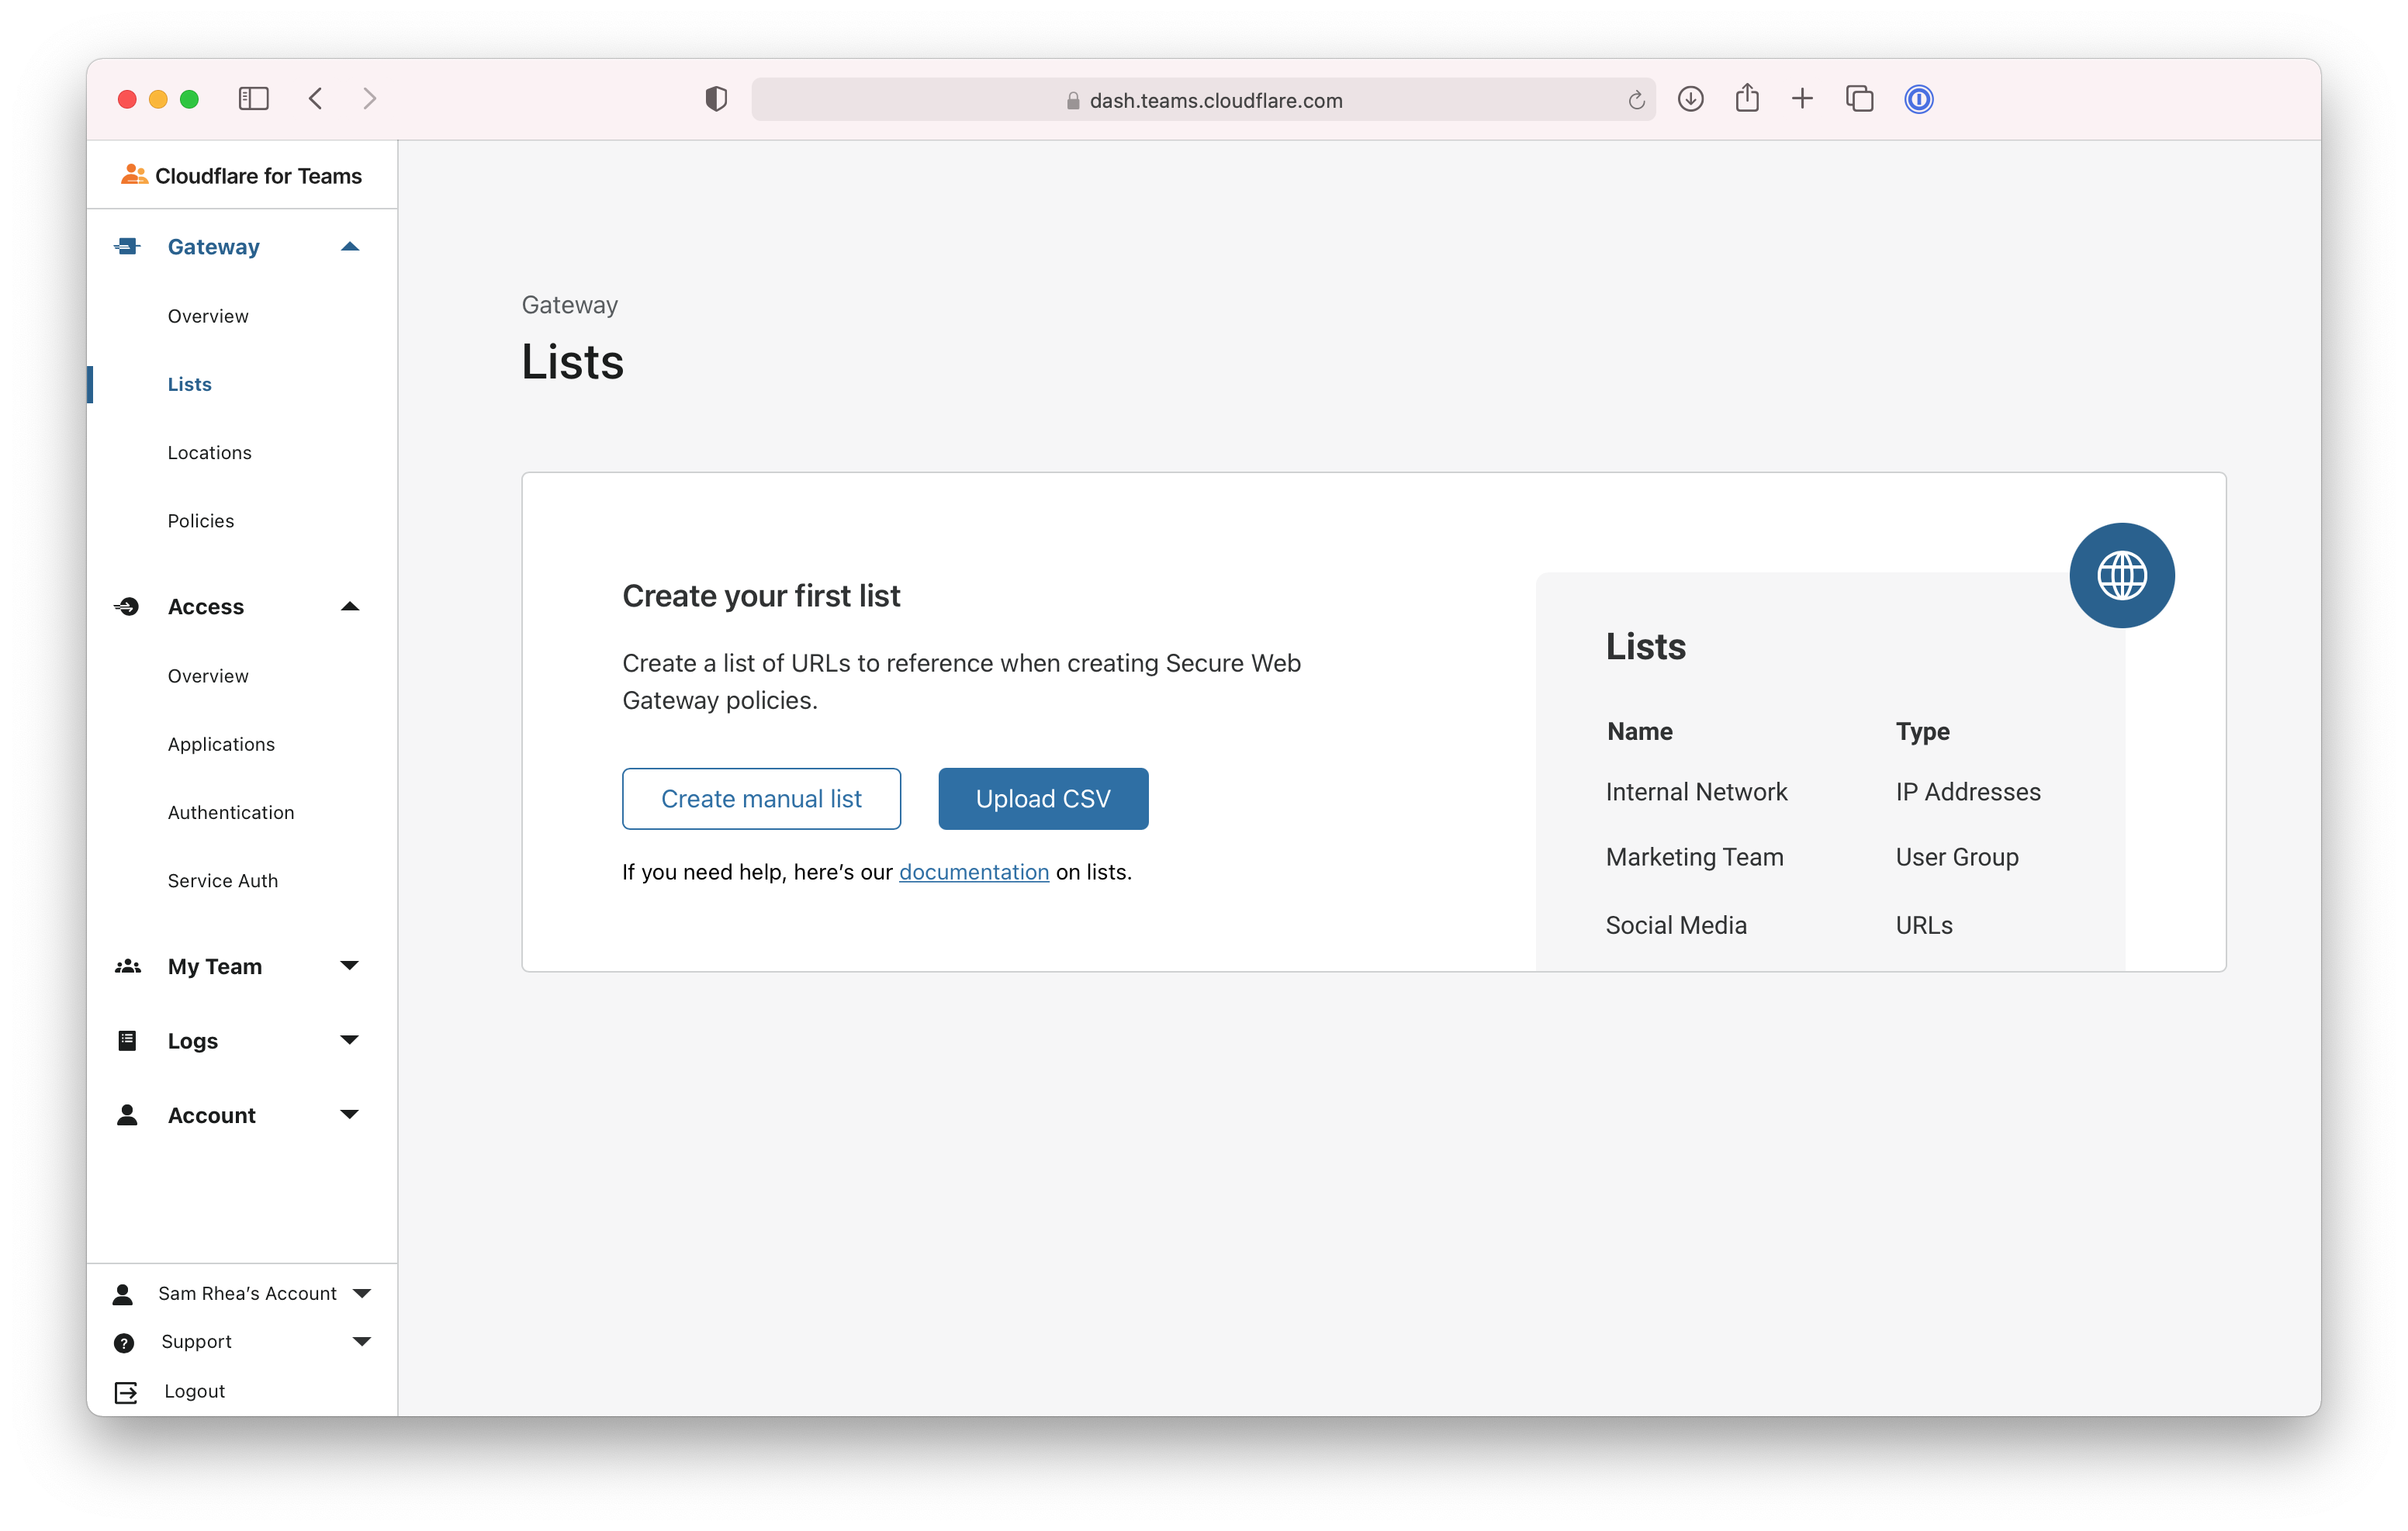 dash.teams.cloudflare.com
Cloudflare for Teams
Gateway
Overview
Lists
Locations
Policies
Access
Overview
Applications
Authentication
Service Auth
My Team
Logs
Account
Sam Rhea’s Account
Support
Logout
Gateway
Lists
Create your first list
Create a list of URLs to reference when creating Secure Web
Gateway policies.
Create manual list
Upload CSV
If you need help, here’s our documentation on lists.
Lists
Name Type
Internal Network IP Addresses
Marketing Team User Group
Social Media URLs